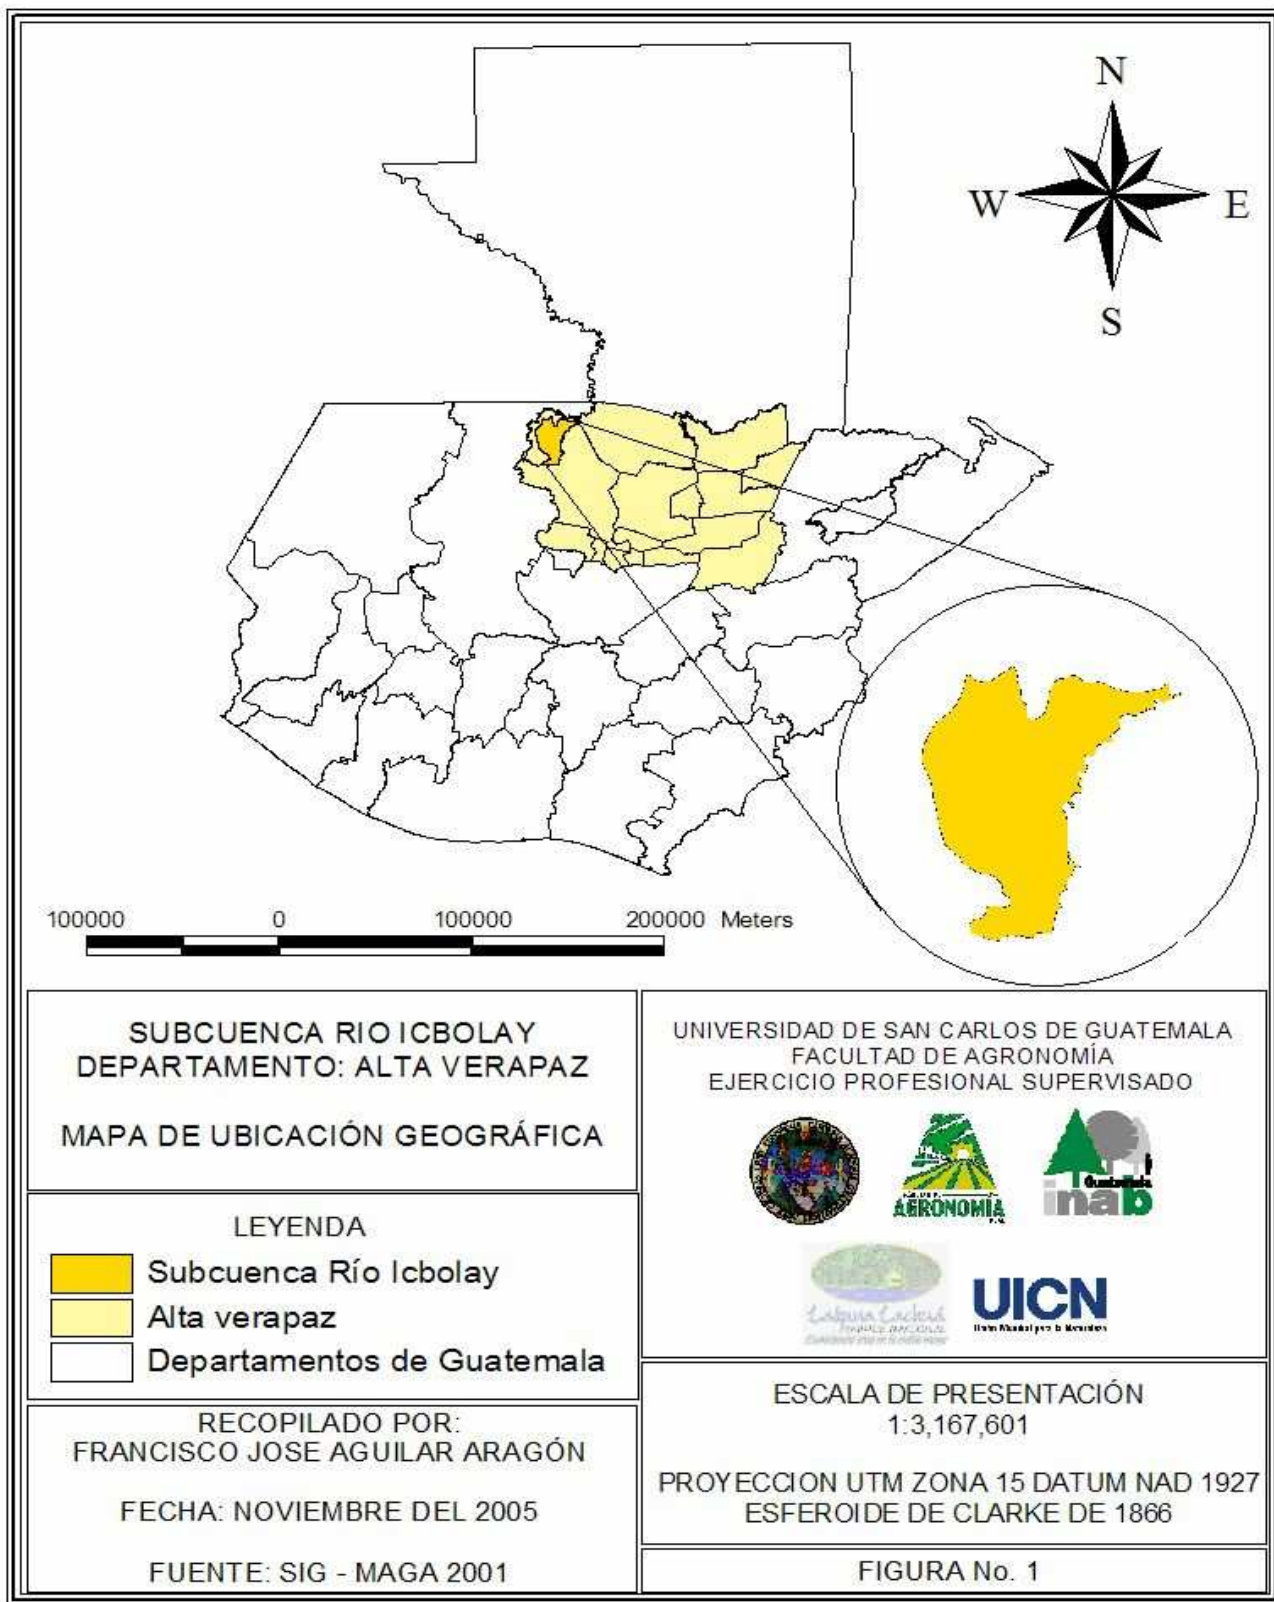 N
W E
S
100000 0 100000 200000 Meters
SUBCUENCA RIO ICBOLAY
DEPARTAMENTO: ALTA VERAPAZ
MAPA DE UBICACIÓN GEOGRÁFICA
LEYENDA
Subcuenca Río Icbolay
Alta verapaz
Departamentos de Guatemala
RECOPILADO POR:
FRANCISCO JOSE AGUILAR ARAGÓN
FECHA: NOVIEMBRE DEL 2005
FUENTE: SIG - MAGA 2001
UNIVERSIDAD DE SAN CARLOS DE GUATEMALA
FACULTAD DE AGRONOMÍA
EJERCICIO PROFESIONAL SUPERVISADO
AGRONOMIA
Guatemala
inab
UICN
ESCALA DE PRESENTACIÓN
1:3,167,601
PROYECCION UTM ZONA 15 DATUM NAD 1927
ESFEROIDE DE CLARKE DE 1866
FIGURA No. 1